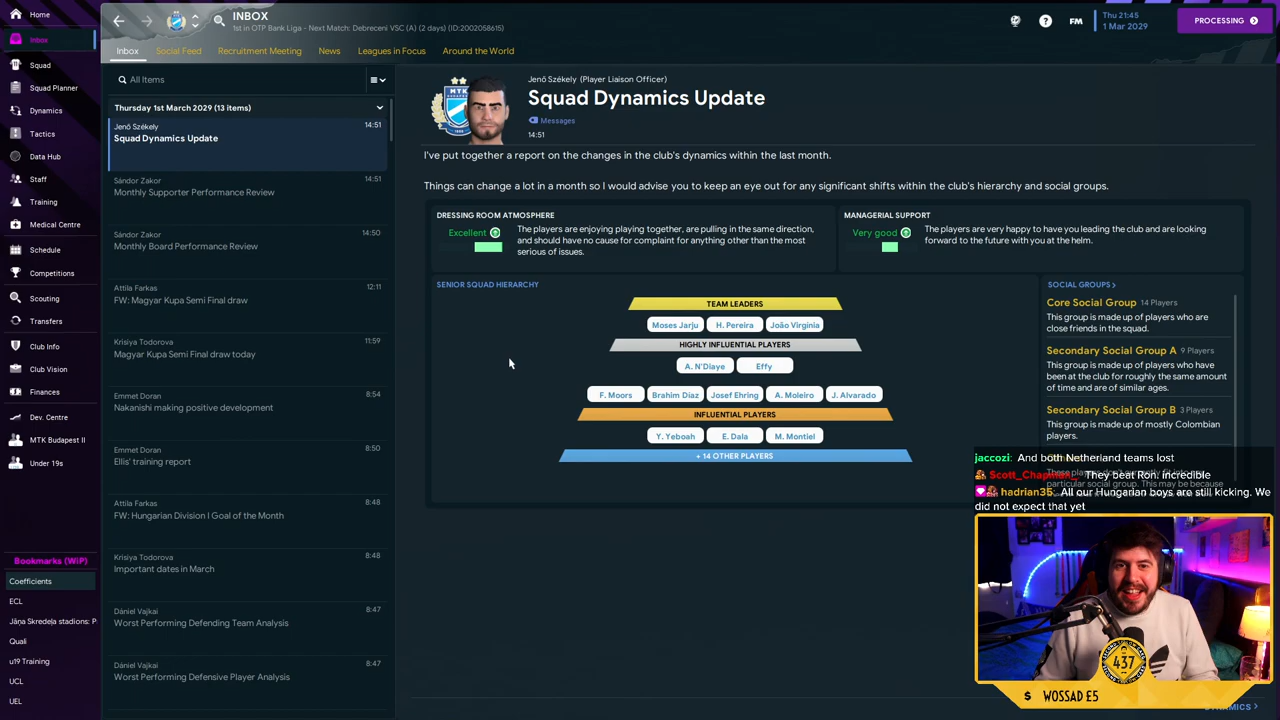 Home
Inbox
Squad
Squad Planner
Dynamics
Tactics
Data Hub
Staff
Training
Medical Centre
Schedule
Competitions
Scouting
Transfers
Club Info
Club Vision
Finances
Dev. Centre
MTK Budapest II
Under 19s
Bookmarks (WiP)
Coefficients
ECL
Quali
u19 Training
UCL
UEL
INBOX
1st in OTP Bank Liga - Next Match: Debreceni VSC (A) (2 days) (ID:2002058615)
FM
Thu 21:45
1 Mar 2029
PROCESSING
Inbox
Social Feed
Recruitment Meeting
News
Leagues in Focus
Around the World
All Items
Thursday 1st March 2029 (13 items)
Jenő Székely
14:51
Squad Dynamics Update
Sándor Zakor
14:51
Monthly Supporter Performance Review
Sándor Zakor
14:50
Monthly Board Performance Review
Attila Farkas
12:11
FW: Magyar Kupa Semi Final draw
Krisiya Todorova
11:59
Magyar Kupa Semi Final draw today
Emmet Doran
8:54
Nakanishi making positive development
Emmet Doran
8:50
Ellis' training report
Attila Farkas
8:48
FW: Hungarian Division I Goal of the Month
Krisiya Todorova
8:48
Important dates in March
Dániel Vajkai
8:47
Worst Performing Defending Team Analysis
Dániel Vajkai
8:47
Worst Performing Defensive Player Analysis
MTK
Jenő Székely (Player Liaison Officer)
Squad Dynamics Update
Messages
14:51
I've put together a report on the changes in the club's dynamics within the last month.
Things can change a lot in a month so I would advise you to keep an eye out for any significant shifts within the club's hierarchy and social groups.
DRESSING ROOM ATMOSPHERE
Excellent
The players are enjoying playing together, are pulling in the same direction,
and should have no cause for complaint for anything other than the most
serious of issues.
MANAGERIAL SUPPORT
Very good
The players are very happy to have you leading the club and are looking
forward to the future with you at the helm.
SENIOR SQUAD HIERARCHY
TEAM LEADERS
Moses Jarju
H. Pereira
João Virgínia
HIGHLY INFLUENTIAL PLAYERS
A. N'Diaye
Effy
F. Moors
Brahim Díaz
Josef Ehring
A. Moleiro
J. Alvarado
INFLUENTIAL PLAYERS
Y. Yeboah
E. Dala
M. Montiel
+ 14 OTHER PLAYERS
SOCIAL GROUPS >
Core Social Group 14 Players
This group is made up of players who are
close friends in the squad.
Secondary Social Group A 9 Players
This group is made up of players who have
been at the club for roughly the same amount
of time and are of similar ages.
Secondary Social Group B 3 Players
This group is made up of mostly Colombian
players.
jaccozi: And both Netherland teams lost
They beat Ron. incredible
hadrian35: All our Hungarian boys are still kicking. We
did not expect that yet
437
$ WOSSAD £5
DYNAMICS >